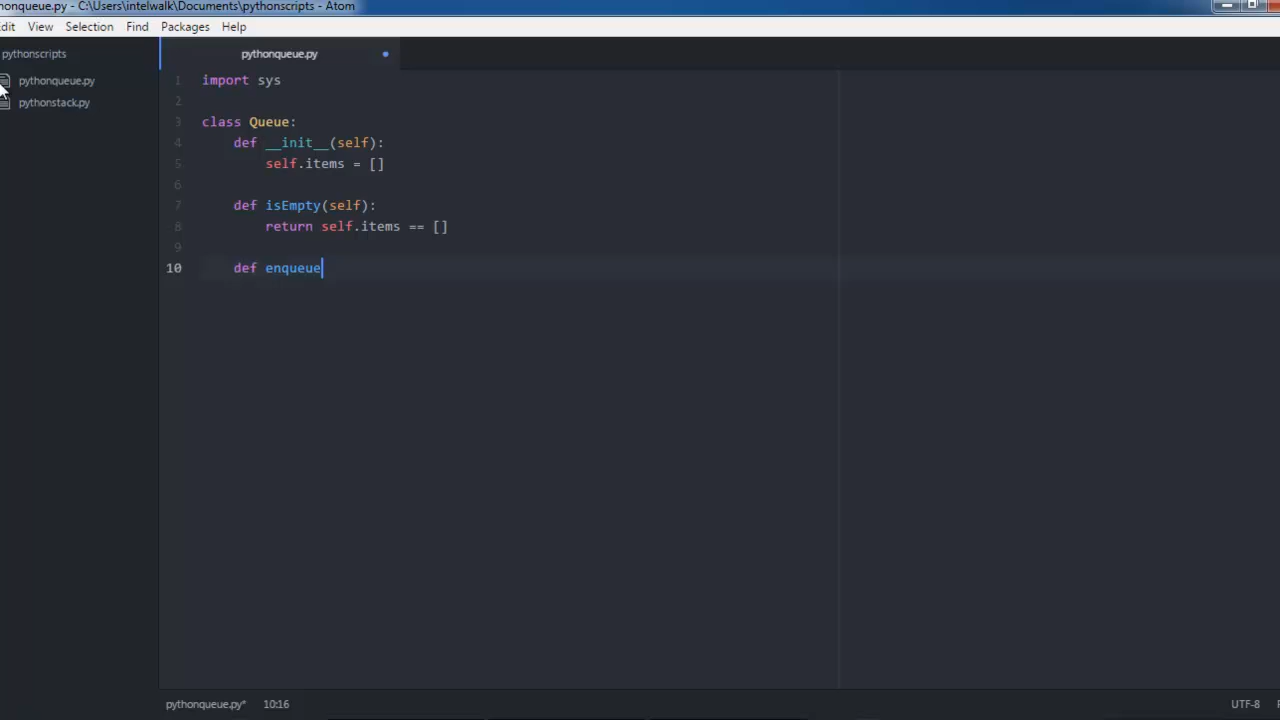 honqueue.py - C:\Users\intelwalk\Documents\pythonscripts - Atom
dit View Selection Find Packages Help
pythonscripts
pythonqueue.py
pythonstack.py
pythonqueue.py
1 import sys
2
3 class Queue:
4 def __init__(self):
5 self.items = []
6
7 def isEmpty(self):
8 return self.items == []
9
10 def enqueue
pythonqueue.py* 10:16
UTF-8